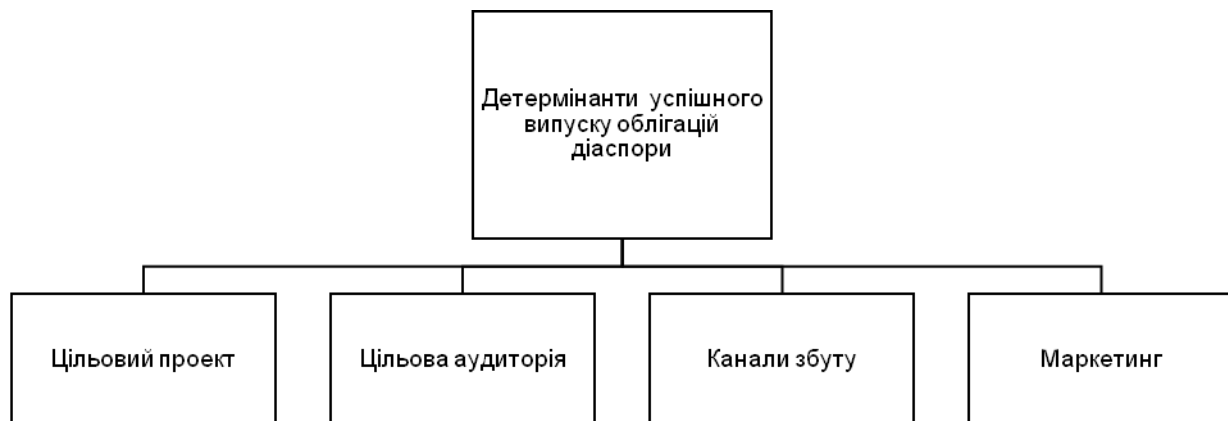 Детермінанти успішного
випуску облігацій
діаспори
Цільовий проект
Цільова аудиторія
Канали збуту
Маркетинг